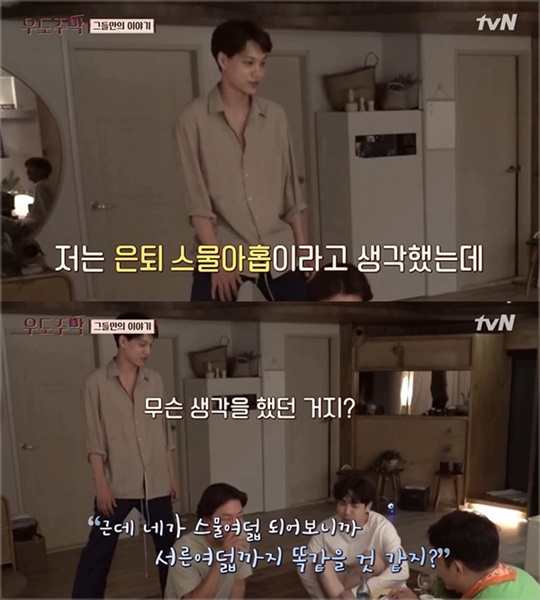 우도주막
그들만의 이야기
tvN
저는 은퇴 스물아홉이라고 생각했는데
우도주막
그들만의 이야기
tvN
무슨 생각을 했던 거지?
“근데 네가 스물여덟 되어보니까
서른여덟까지 똑같을 것 같지?”